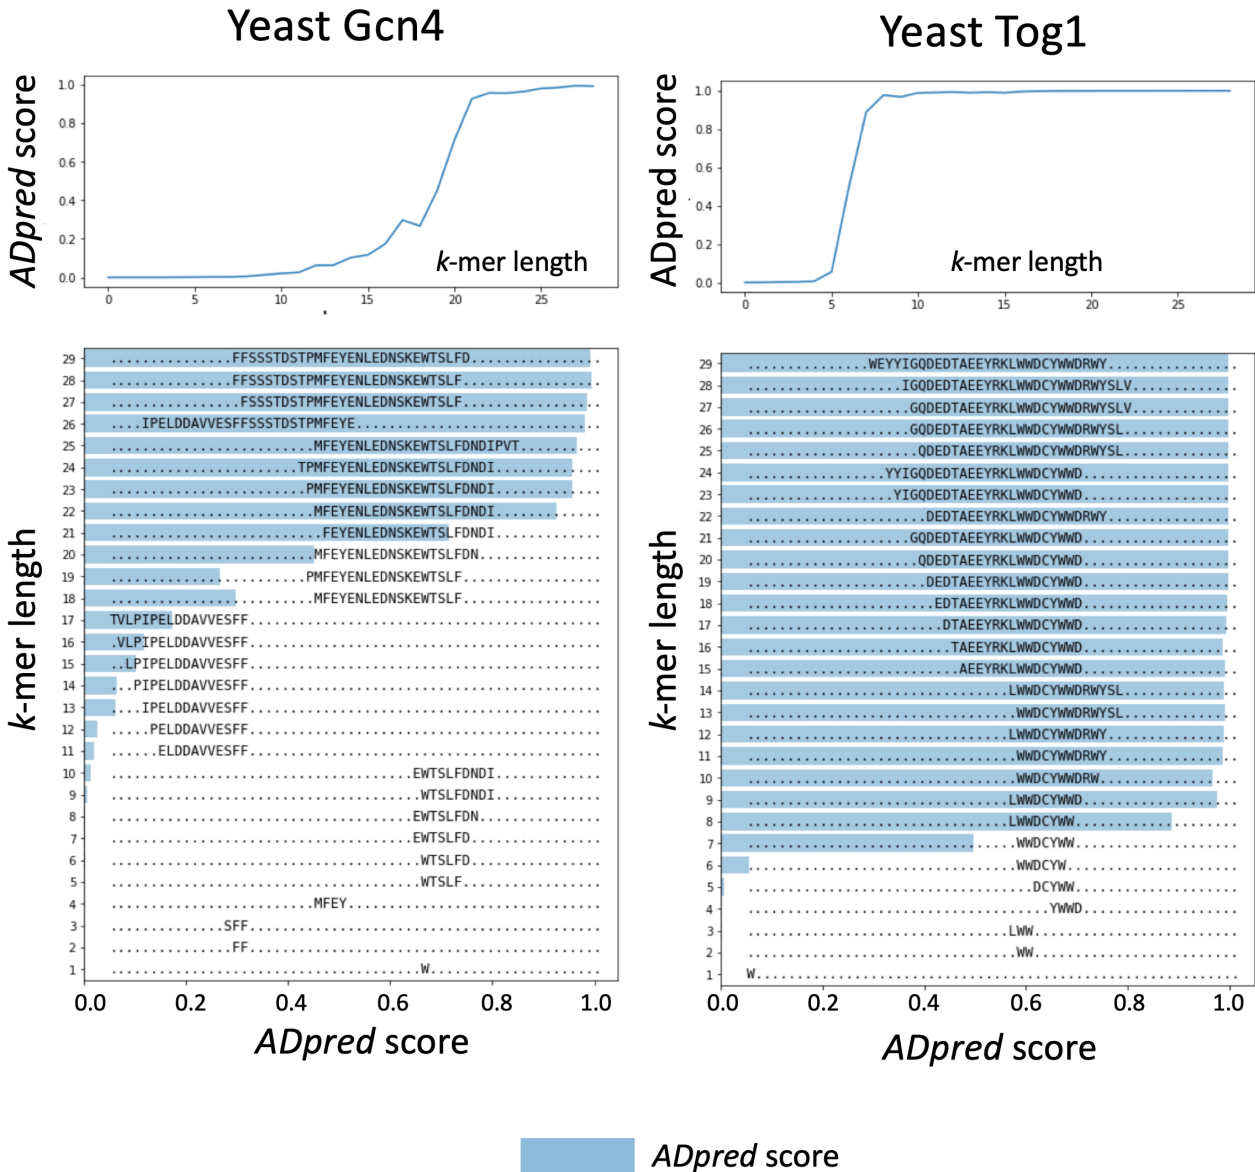 Yeast Gcn4
ADpred score
1.0
0.8
0.6
0.4
0.2
0.0
k-mer length
0 5 10 15 20 25
k-mer length
29 FFSSSTDSTPMFEYENLEDNSKEWTSLFD
28 FFSSSTDSTPMFEYENLEDNSKEWTSLF
27 FSSSTDSTPMFEYENLEDNSKEWTSLF
26 IPELDDAVVESFFSSSTDSTPMFEYE
25 MFEYENLEDNSKEWTSLFDNDIPVT
24 TPMFEYENLEDNSKEWTSLFDNDI
23 PMFEYENLEDNSKEWTSLFDNDI
22 MFEYENLEDNSKEWTSLFDNDI
21 FEYENLEDNSKEWTSLFDNDI
20 MFEYENLEDNSKEWTSLFDN
19 PMFEYENLEDNSKEWTSLF
18 MFEYENLEDNSKEWTSLF
17 TVLPIPELDDAVVESFF
16 VLPIPELDDAVVESFF
15 LPIPELDDAVVESFF
14 PIPELDDAVVESFF
13 IPELDDAVVESFF
12 PELDDAVVESFF
11 ELDDAVVESFF
10 EWTSLFDNDI
9 WTSLFDNDI
8 EWTSLFDN
7 EWTSLFD
6 WTSLFD
5 WTSLF
4 MFEY
3 SFF
2 FF
1 W
0.0 0.2 0.4 0.6 0.8 1.0
ADpred score
Yeast Tog1
ADpred score
1.0
0.8
0.6
0.4
0.2
0.0
k-mer length
0 5 10 15 20 25
k-mer length
29 WEYYIGQDEDTAEEYRKLWWDCYWWDRWY
28 IGQDEDTAEEYRKLWWDCYWWDRWYSLV
27 GQDEDTAEEYRKLWWDCYWWDRWYSLV
26 GQDEDTAEEYRKLWWDCYWWDRWYSL
25 QDEDTAEEYRKLWWDCYWWDRWYSL
24 YYIGQDEDTAEEYRKLWWDCYWWD
23 YIGQDEDTAEEYRKLWWDCYWWD
22 DEDTAEEYRKLWWDCYWWDRWY
21 GQDEDTAEEYRKLWWDCYWWD
20 QDEDTAEEYRKLWWDCYWWD
19 DEDTAEEYRKLWWDCYWWD
18 EDTAEEYRKLWWDCYWWD
17 DTAEEYRKLWWDCYWWD
16 TAEEYRKLWWDCYWWD
15 AEEYRKLWWDCYWWD
14 LWWDCYWWDRWYSL
13 WWDCYWWDRWYSL
12 LWWDCYWWDRWY
11 WWDCYWWDRWY
10 WWDCYWWDRW
9 LWWDCYWWD
8 LWWDCYWW
7 WWDCYWW
6 WWDCYW
5 DCYWW
4 YWWD
3 LWW
2 WW
1 W
0.0 0.2 0.4 0.6 0.8 1.0
ADpred score
ADpred score